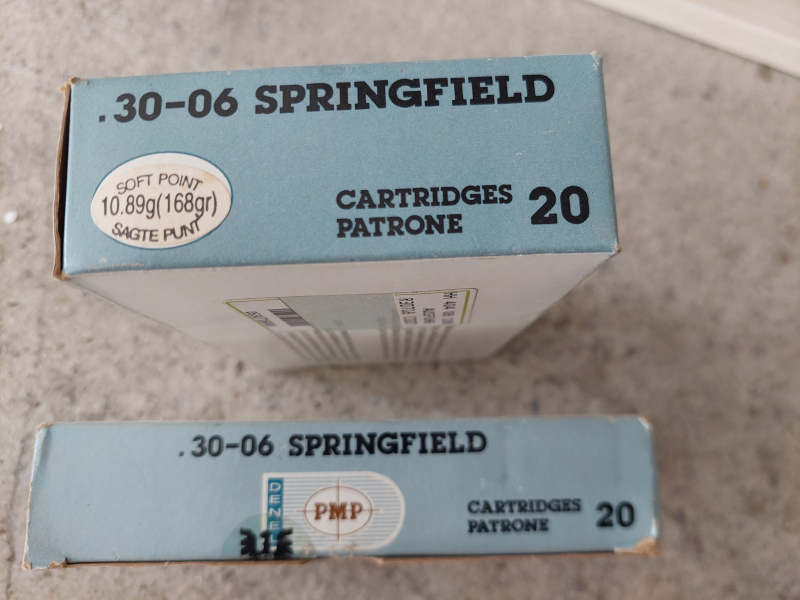 .30-06 SPRINGFIELD
SOFT POINT
10.89g(168gr)
SAGTE PUNT
CARTRIDGES 20
PATRONE
.30-06 SPRINGFIELD
DENEL
PMP
CARTRIDGES 20
PATRONE